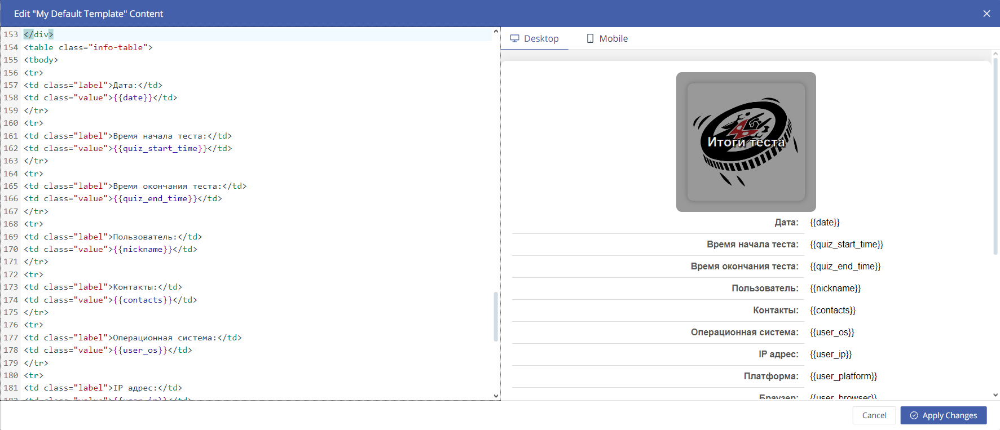 Edit "My Default Template" Content
153 </div>
154 <table class="info-table">
155 <tbody>
156 <tr>
157 <td class="label">Дата:</td>
158 <td class="value">{{date}}</td>
159 </tr>
160 <tr>
161 <td class="label">Время начала теста:</td>
162 <td class="value">{{quiz_start_time}}</td>
163 </tr>
164 <tr>
165 <td class="label">Время окончания теста:</td>
166 <td class="value">{{quiz_end_time}}</td>
167 </tr>
168 <tr>
169 <td class="label">Пользователь:</td>
170 <td class="value">{{nickname}}</td>
171 </tr>
172 <tr>
173 <td class="label">Контакты:</td>
174 <td class="value">{{contacts}}</td>
175 </tr>
176 <tr>
177 <td class="label">Операционная система:</td>
178 <td class="value">{{user_os}}</td>
179 </tr>
180 <tr>
181 <td class="label">IP адрес:</td>
182 <td class="value">{{user_ip}}</td>
Desktop
Mobile
Итоги теста
Дата: {{date}}
Время начала теста: {{quiz_start_time}}
Время окончания теста: {{quiz_end_time}}
Пользователь: {{nickname}}
Контакты: {{contacts}}
Операционная система: {{user_os}}
IP адрес: {{user_ip}}
Платформа: {{user_platform}}
Браузер: {{user_browser}}
Cancel
Apply Changes